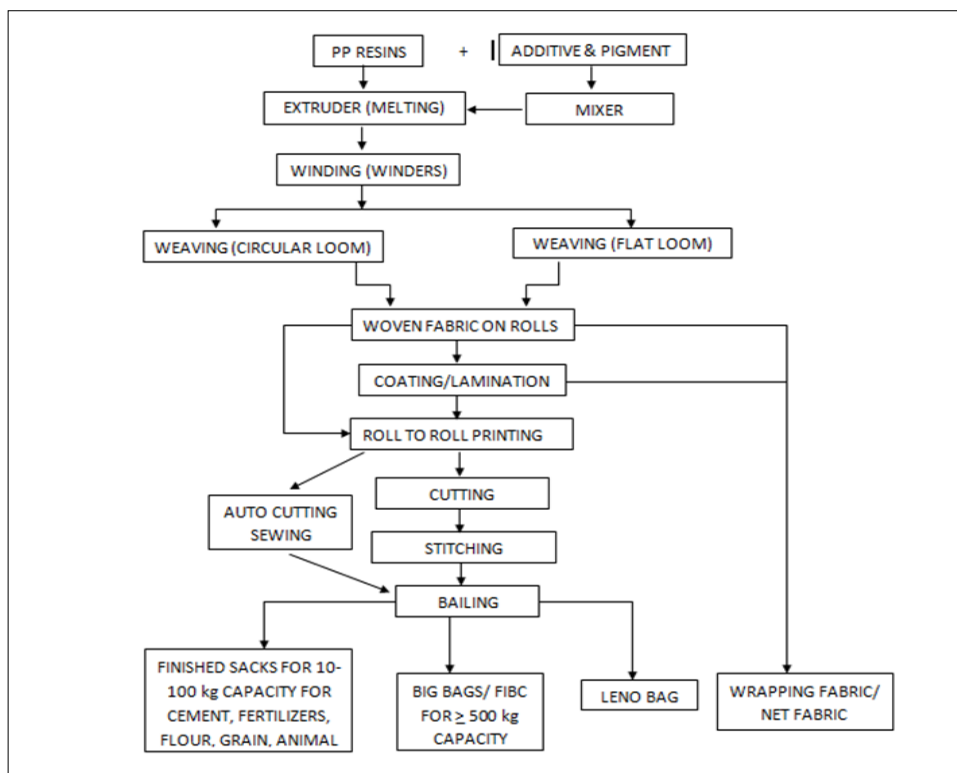 PP RESINS + ADDITIVE & PIGMENT
EXTRUDER (MELTING)
MIXER
WINDING (WINDERS)
WEAVING (CIRCULAR LOOM)
WEAVING (FLAT LOOM)
WOVEN FABRIC ON ROLLS
COATING/LAMINATION
ROLL TO ROLL PRINTING
AUTO CUTTING
SEWING
CUTTING
STITCHING
BAILING
FINISHED SACKS FOR 10-
100 kg CAPACITY FOR
CEMENT, FERTILIZERS,
FLOUR, GRAIN, ANIMAL
BIG BAGS/ FIBC
FOR ≥ 500 kg
CAPACITY
LENO BAG
WRAPPING FABRIC/
NET FABRIC